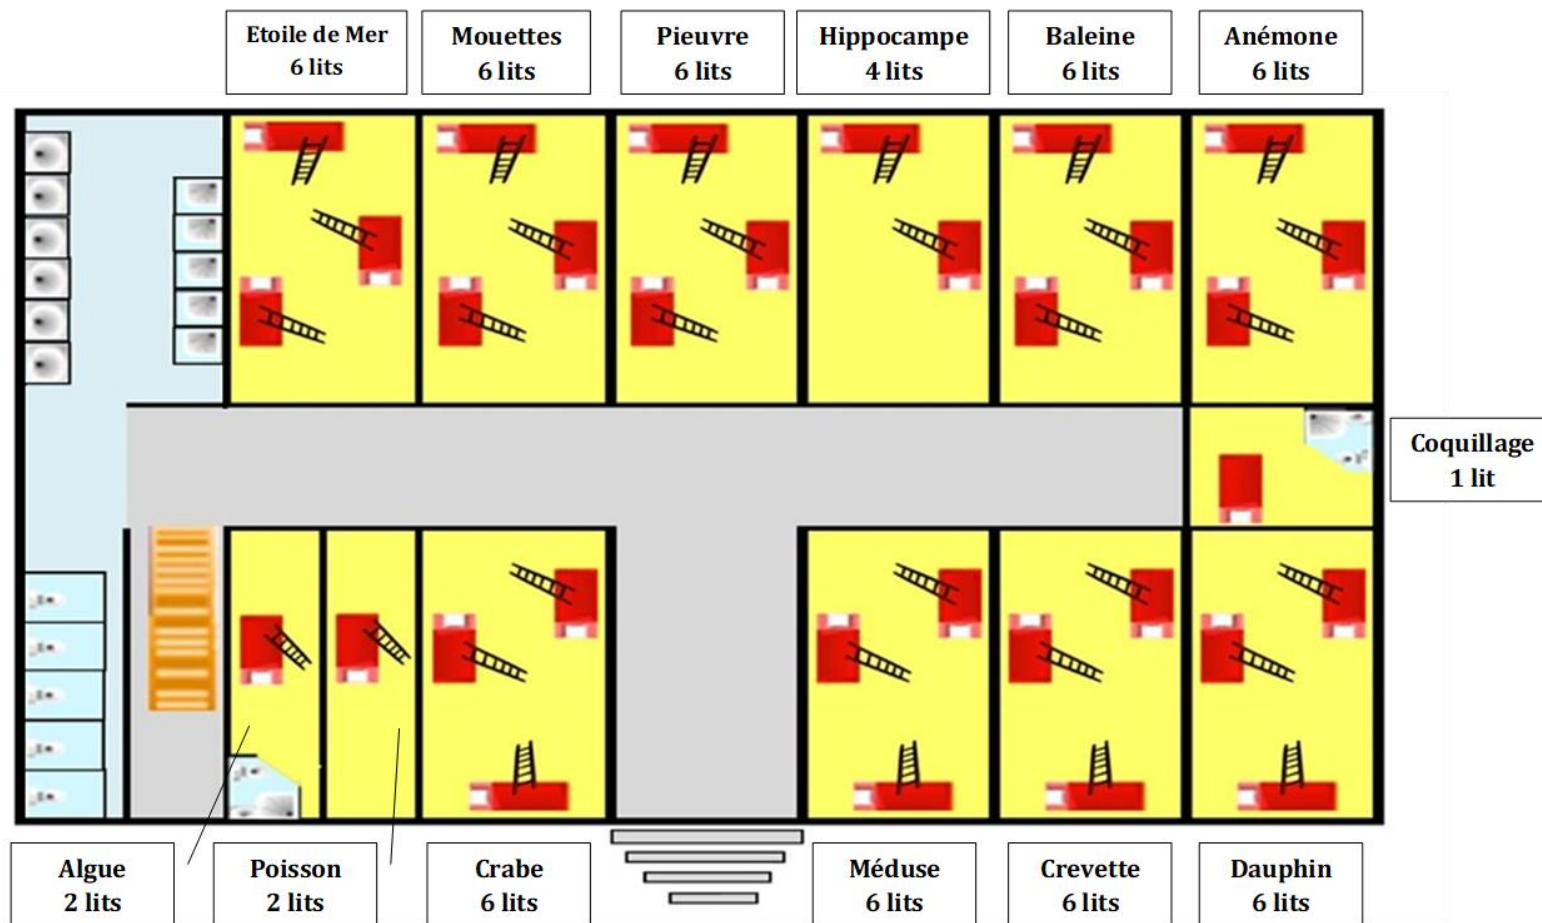 Etoile de Mer
6 lits
Mouettes
6 lits
Pieuvre
6 lits
Hippocampe
4 lits
Baleine
6 lits
Anémone
6 lits
Coquillage
1 lit
Algue
2 lits
Poisson
2 lits
Crabe
6 lits
Méduse
6 lits
Crevette
6 lits
Dauphin
6 lits